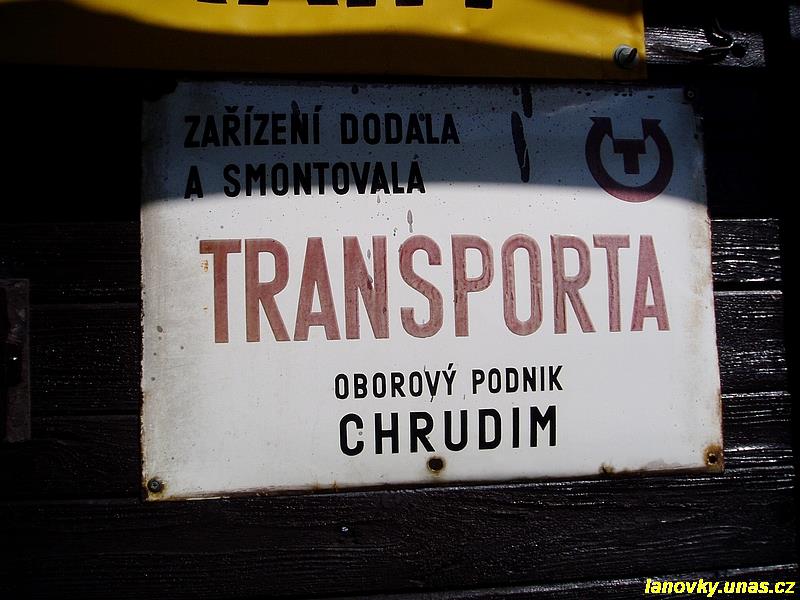 ZAŘÍZENÍ DODALA
A SMONTOVALA
T
TRANSPORTA
OBOROVÝ PODNIK
CHRUDIM
lanovky.unas.cz